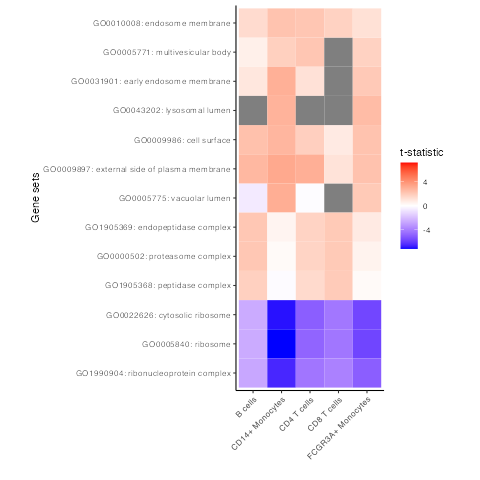 GO0010008: endosome membrane
GO0005771: multivesicular body
GO0031901: early endosome membrane
GO0043202: lysosomal lumen
GO0009986: cell surface
GO0009897: external side of plasma membrane
GO0005775: vacuolar lumen
GO1905369: endopeptidase complex
GO0000502: proteasome complex
GO1905368: peptidase complex
GO0022626: cytosolic ribosome
GO0005840: ribosome
GO1990904: ribonucleoprotein complex
Gene sets
B cells
CD14+ Monocytes
CD4 T cells
CD8 T cells
FCGR3A+ Monocytes
t-statistic
4
0
-4